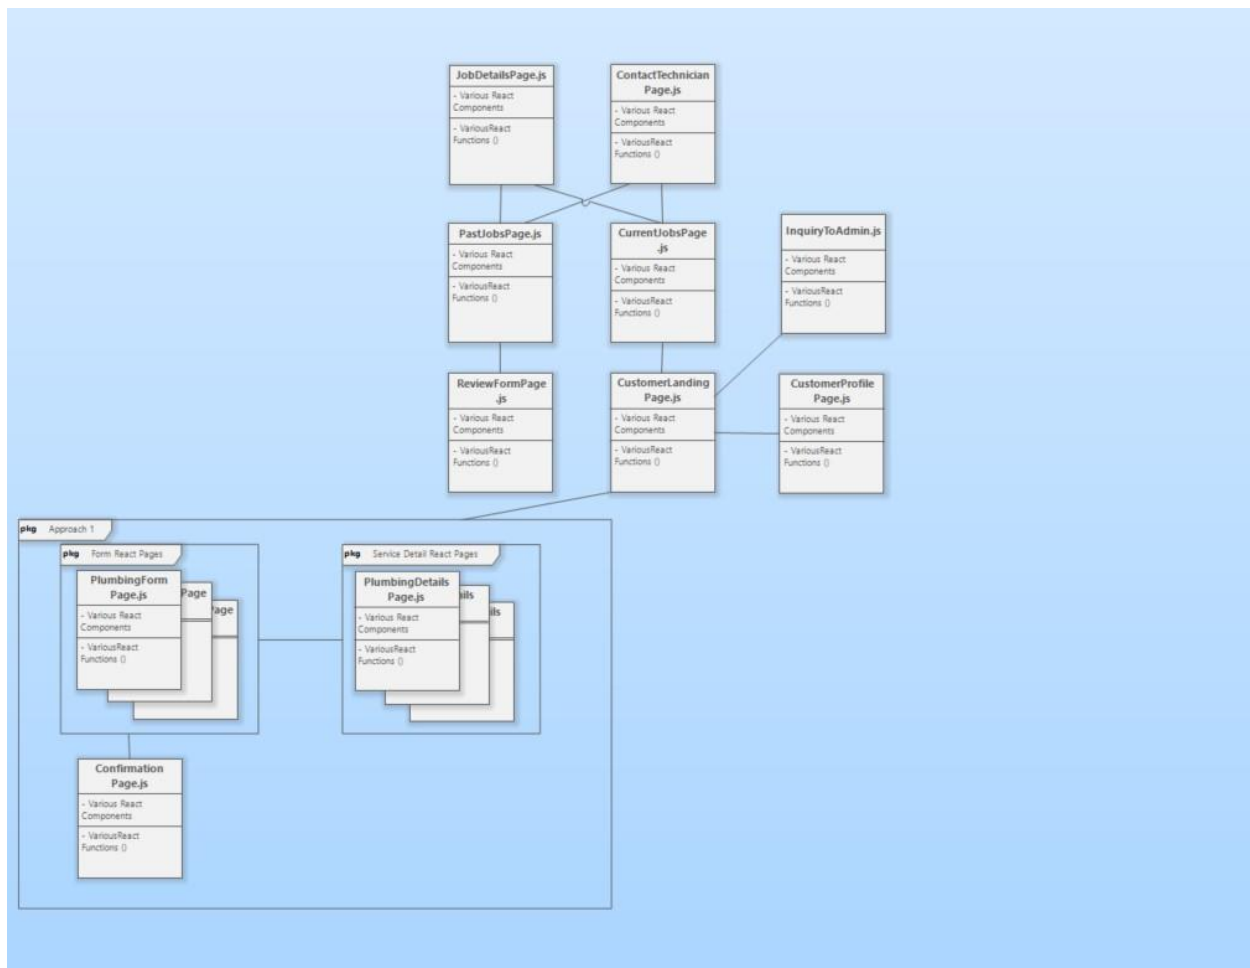 JobDetailsPage.js
- Various React
Components
- VariousReact
Functions ()
ContactTechnician
Page.js
- Various React
Components
- VariousReact
Functions ()
PastJobsPage.js
- Various React
Components
- VariousReact
Functions ()
CurrentJobsPage
.js
- Various React
Components
- VariousReact
Functions ()
InquiryToAdmin.js
- Various React
Components
- VariousReact
Functions ()
ReviewFormPage
.js
- Various React
Components
- VariousReact
Functions ()
CustomerLanding
Page.js
- Various React
Components
- VariousReact
Functions ()
CustomerProfile
Page.js
- Various React
Components
- VariousReact
Functions ()
pkg Approach 1
pkg Form React Pages
PlumbingForm
Page.js
- Various React
Components
- VariousReact
Functions ()
Page
age
pkg Service Detail React Pages
PlumbingDetails
Page.js
- Various React
Components
- VariousReact
Functions ()
ails
ils
Confirmation
Page.js
- Various React
Components
- VariousReact
Functions ()